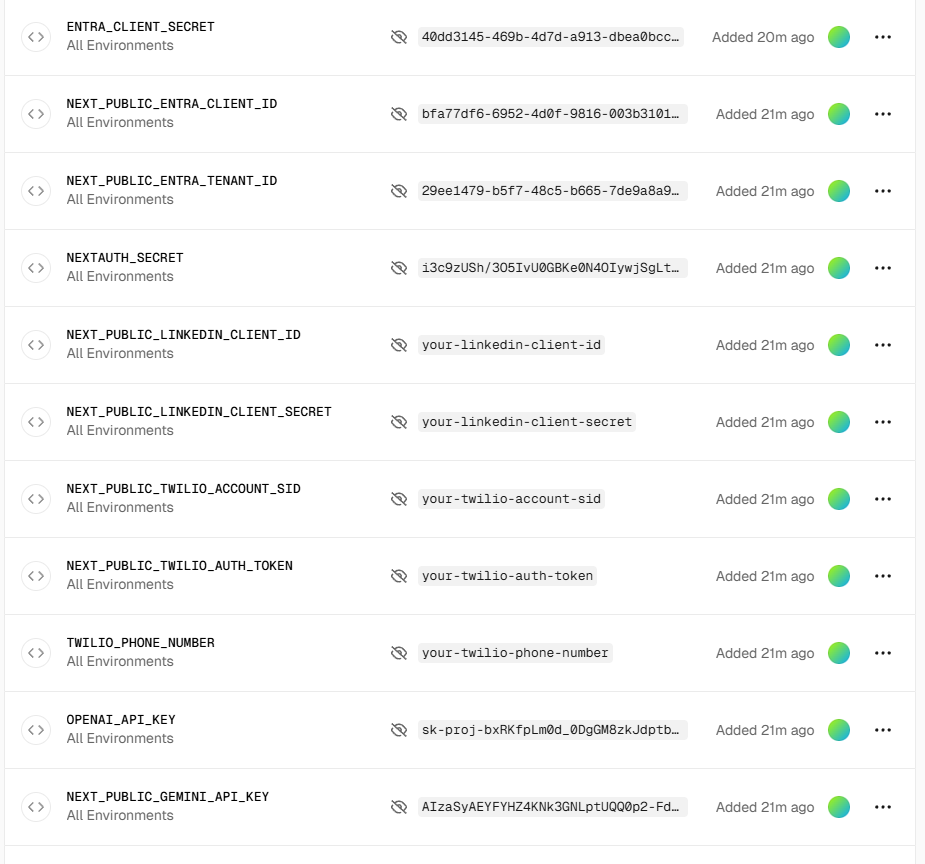 ENTRA_CLIENT_SECRET
All Environments
40dd3145-469b-4d7d-a913-dbea0bcc…
Added 20m ago
NEXT_PUBLIC_ENTRA_CLIENT_ID
All Environments
bfa77df6-6952-4d0f-9816-003b3101…
Added 21m ago
NEXT_PUBLIC_ENTRA_TENANT_ID
All Environments
29ee1479-b5f7-48c5-b665-7de9a8a9…
Added 21m ago
NEXTAUTH_SECRET
All Environments
i3c9zUSh/3O5IvU0GBKe0N4OIywjSgLt…
Added 21m ago
NEXT_PUBLIC_LINKEDIN_CLIENT_ID
All Environments
your-linkedin-client-id
Added 21m ago
NEXT_PUBLIC_LINKEDIN_CLIENT_SECRET
All Environments
your-linkedin-client-secret
Added 21m ago
NEXT_PUBLIC_TWILIO_ACCOUNT_SID
All Environments
your-twilio-account-sid
Added 21m ago
NEXT_PUBLIC_TWILIO_AUTH_TOKEN
All Environments
your-twilio-auth-token
Added 21m ago
TWILIO_PHONE_NUMBER
All Environments
your-twilio-phone-number
Added 21m ago
OPENAI_API_KEY
All Environments
sk-proj-bxRKfpLm0d_0DgGM8zkJdptb…
Added 21m ago
NEXT_PUBLIC_GEMINI_API_KEY
All Environments
AIzaSyAEYFYHZ4KNk3GNLptUQQ0p2-Fd…
Added 21m ago